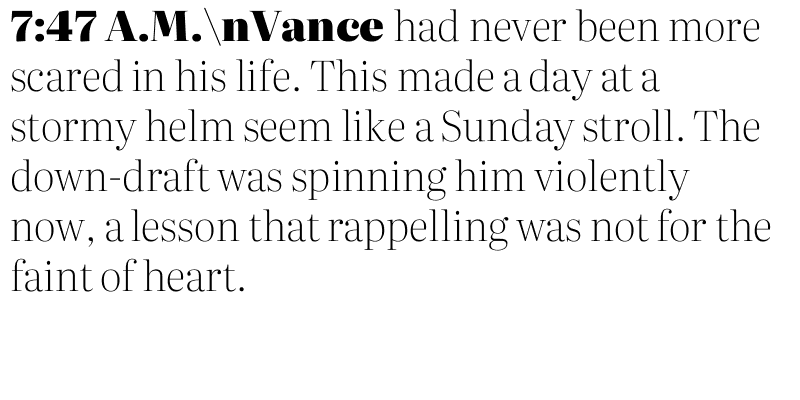 7:47 A.M.\nVance had never been more
scared in his life. This made a day at a
stormy helm seem like a Sunday stroll. The
down-draft was spinning him violently
now, a lesson that rappelling was not for the
faint of heart.